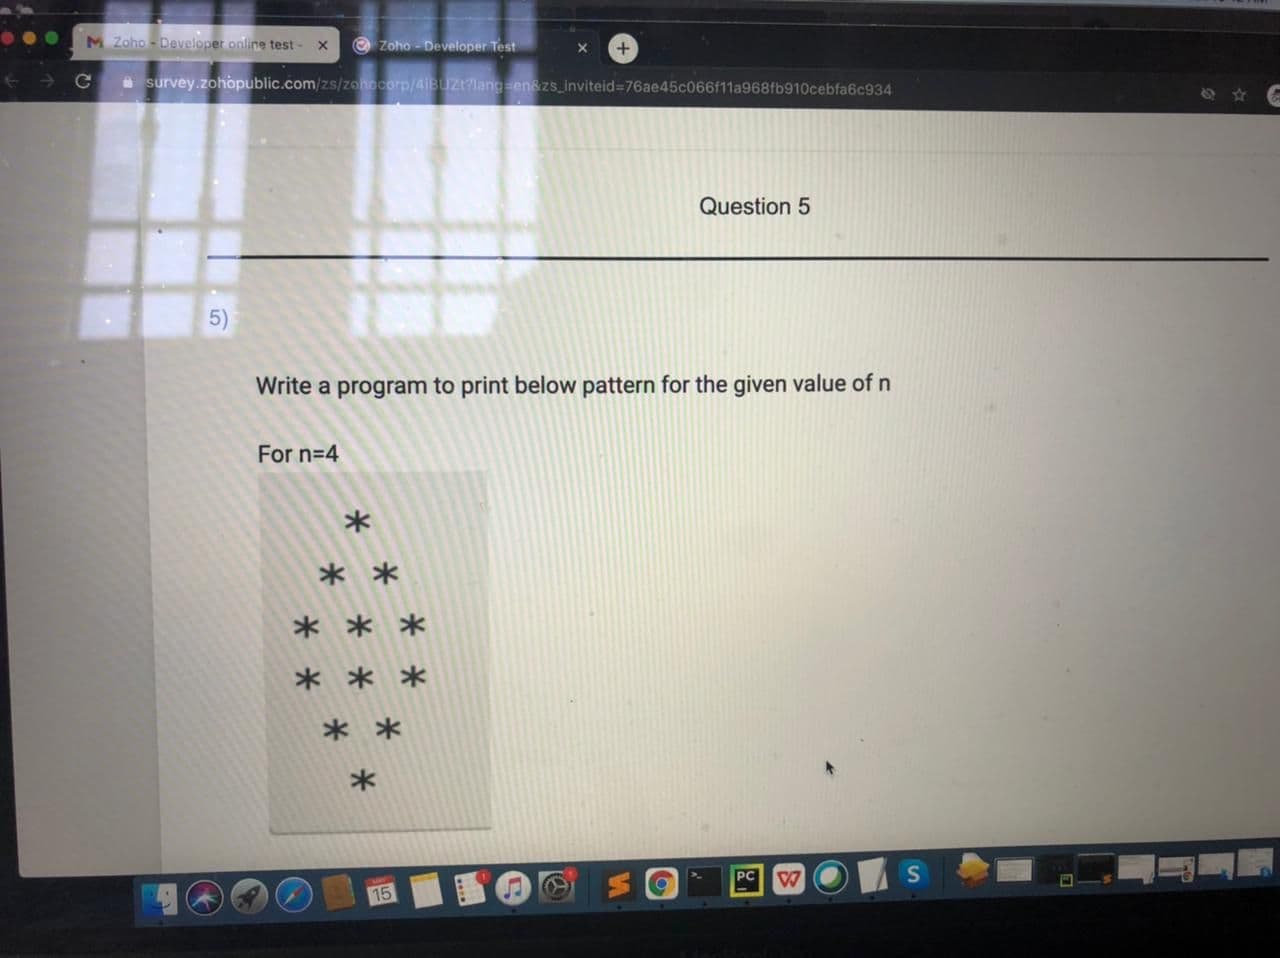 Zoho - Developer online test -
Zoho - Developer Test
survey.zohopublic.com/zs/zohocorp/4iBUZt?lang=en&zs_inviteid=76ae45c066f11a968fb910cebfa6c934
Question 5
5)
Write a program to print below pattern for the given value of n
For n=4
*
* *
* * *
* * *
* *
*
15
PC
W
S